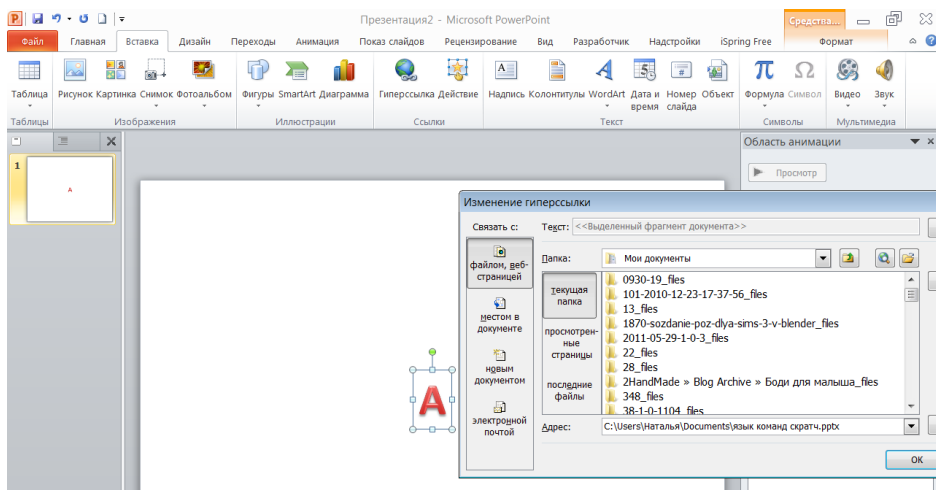 Презентация2 - Microsoft PowerPoint
Средства...
Файл Главная Вставка Дизайн Переходы Анимация Показ слайдов Рецензирование Вид Разработчик Надстройки iSpring Free Формат
Таблица Рисунок Картинка Снимок Фотоальбом Фигуры SmartArt Диаграмма Гиперссылка Действие Надпись Колонтитулы WordArt Дата и время Номер слайда Объект Формула Символ Видео Звук
Таблицы Изображения Иллюстрации Ссылки Текст Символы Мультимедиа
Область анимации
Просмотр
1
А
А
Изменение гиперссылки
Связать с:
Текст: <<Выделенный фрагмент документа>>
файлом, веб-
страницей
местом в
документе
новым
документом
электронной
почтой
Папка: Мои документы
текущая
папка
просмотрен-
ные
страницы
последние
файлы
0930-19_files
101-2010-12-23-17-37-56_files
13_files
1870-sozdanie-poz-dlya-sims-3-v-blender_files
2011-05-29-1-0-3_files
22_files
28_files
2HandMade » Blog Archive » Боди для малыша_files
348_files
38-1-0-1104_files
Адрес: C:\Users\Наталья\Documents\язык команд скратч.pptx
ОК